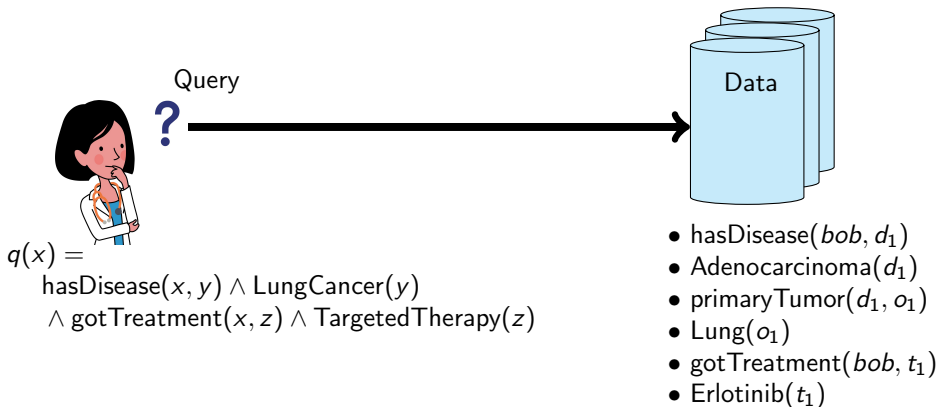 Query
?
Data
q(x) =
hasDisease(x, y) ∧ LungCancer(y)
∧ gotTreatment(x, z) ∧ TargetedTherapy(z)
• hasDisease(bob, d₁)
• Adenocarcinoma(d₁)
• primaryTumor(d₁, o₁)
• Lung(o₁)
• gotTreatment(bob, t₁)
• Erlotinib(t₁)